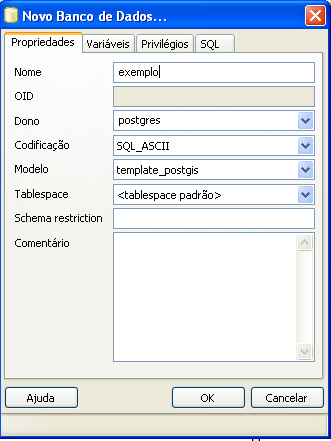 Novo Banco de Dados...
Propriedades Variáveis Privilégios SQL
Nome exemplo
OID
Dono postgres
Codificação SQL_ASCII
Modelo template_postgis
Tablespace <tablespace padrão>
Schema restriction
Comentário
Ajuda OK Cancelar